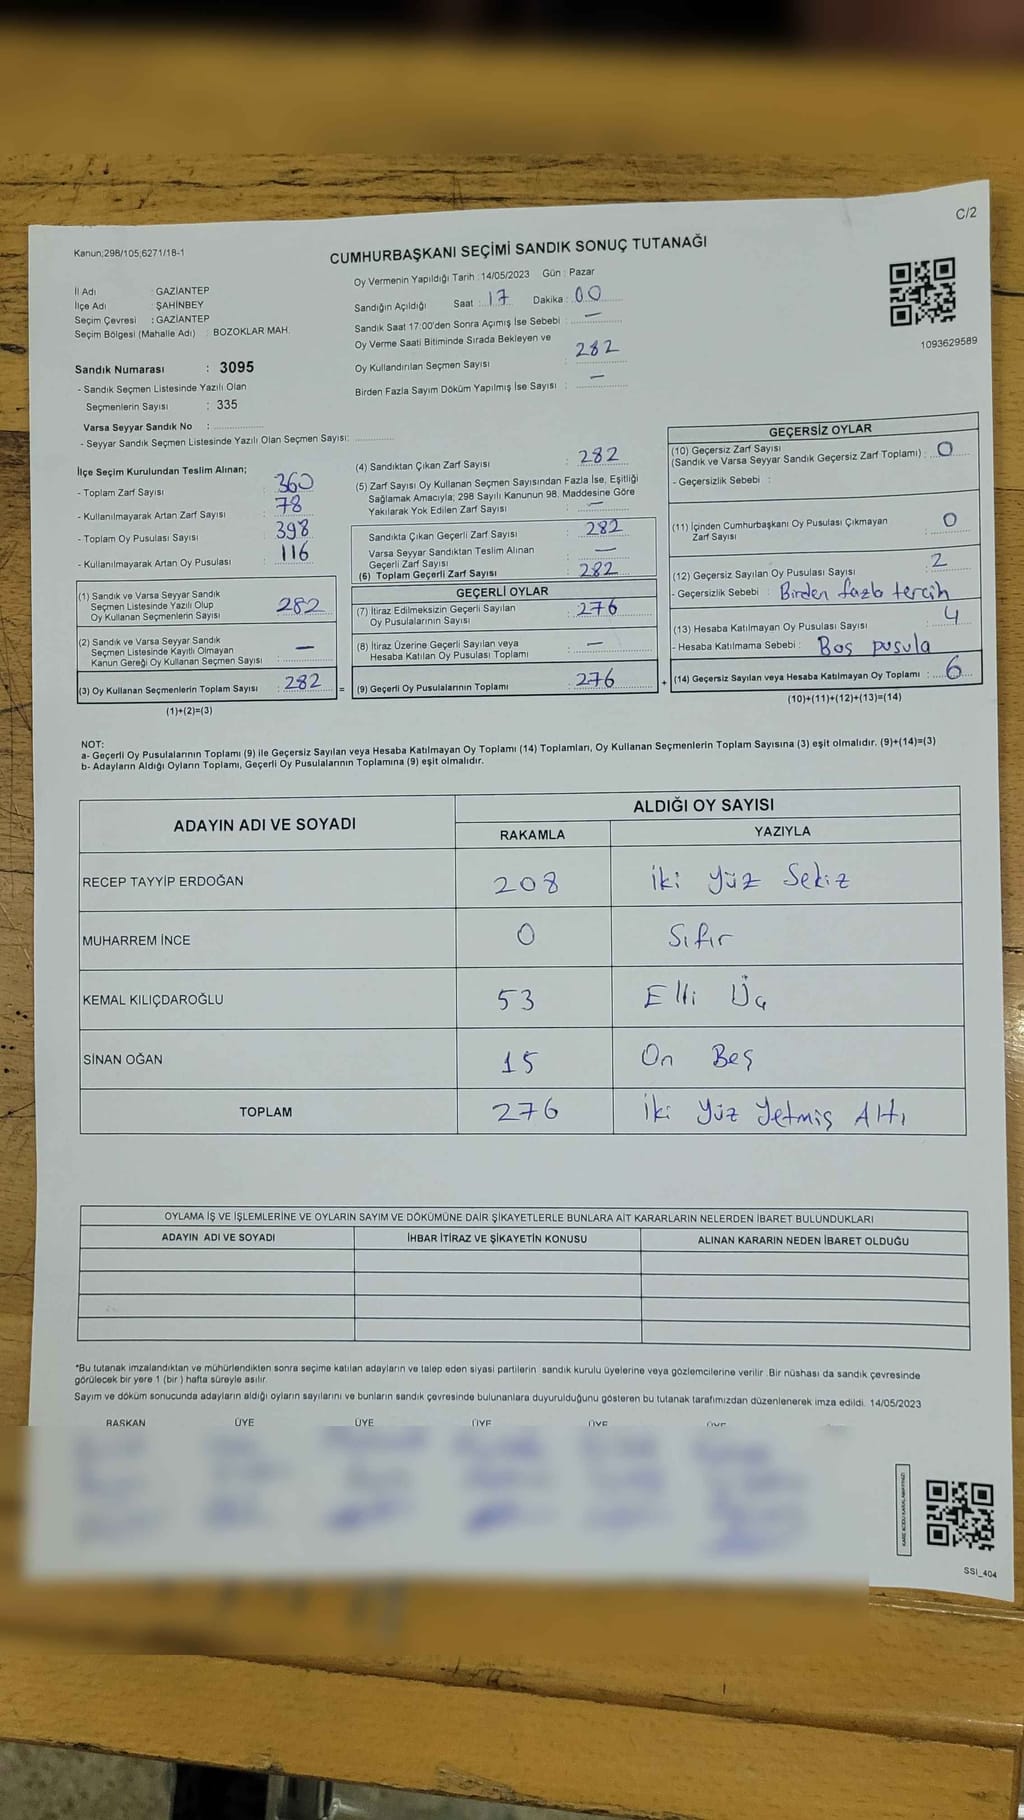 C/2
Kanun;298/105;6271/18-1
CUMHURBAŞKANI SEÇİMİ SANDIK SONUÇ TUTANAĞI
Oy Vermenin Yapıldığı Tarih : 14/05/2023 Gün : Pazar
İl Adı : GAZİANTEP
İlçe Adı : ŞAHİNBEY
Seçim Çevresi : GAZİANTEP
Seçim Bölgesi (Mahalle Adı) : BOZOKLAR MAH.
Sandığın Açıldığı Saat : 17 Dakika : 00
Sandık Saat 17:00'den Sonra Açımış İse Sebebi : —
Oy Verme Saati Bitiminde Sırada Bekleyen ve
Oy Kullandırılan Seçmen Sayısı : 282
Birden Fazla Sayım Döküm Yapılmış İse Sayısı : —
1093629589
Sandık Numarası : 3095
- Sandık Seçmen Listesinde Yazılı Olan
Seçmenlerin Sayısı : 335
Varsa Seyyar Sandık No :
- Seyyar Sandık Seçmen Listesinde Yazılı Olan Seçmen Sayısı:
İlçe Seçim Kurulundan Teslim Alınan;
- Toplam Zarf Sayısı : 360
- Kullanılmayarak Artan Zarf Sayısı : 78
- Toplam Oy Pusulası Sayısı : 398
- Kullanılmayarak Artan Oy Pusulası : 116
(1) Sandık ve Varsa Seyyar Sandık
Seçmen Listesinde Yazılı Olup
Oy Kullanan Seçmenlerin Sayısı : 282
(2) Sandık ve Varsa Seyyar Sandık
Seçmen Listesinde Kayıtlı Olmayan
Kanun Gereği Oy Kullanan Seçmen Sayısı : —
(3) Oy Kullanan Seçmenlerin Toplam Sayısı : 282 =
(1)+(2)=(3)
(4) Sandıktan Çıkan Zarf Sayısı : 282
(5) Zarf Sayısı Oy Kullanan Seçmen Sayısından Fazla İse, Eşitliği
Sağlamak Amacıyla; 298 Sayılı Kanunun 98. Maddesine Göre
Yakılarak Yok Edilen Zarf Sayısı : —
Sandıkta Çıkan Geçerli Zarf Sayısı : 282
Varsa Seyyar Sandıktan Teslim Alınan
Geçerli Zarf Sayısı : —
(6) Toplam Geçerli Zarf Sayısı : 282
GEÇERLİ OYLAR
(7) İtiraz Edilmeksizin Geçerli Sayılan
Oy Pusulalarının Sayısı : 276
(8) İtiraz Üzerine Geçerli Sayılan veya
Hesaba Katılan Oy Pusulası Toplamı : —
(9) Geçerli Oy Pusulalarının Toplamı : 276 +
GEÇERSİZ OYLAR
(10) Geçersiz Zarf Sayısı
(Sandık ve Varsa Seyyar Sandık Geçersiz Zarf Toplamı) : 0
- Geçersizlik Sebebi :
(11) İçinden Cumhurbaşkanı Oy Pusulası Çıkmayan
Zarf Sayısı : 0
(12) Geçersiz Sayılan Oy Pusulası Sayısı : 2
- Geçersizlik Sebebi : Birden fazla tercih
(13) Hesaba Katılmayan Oy Pusulası Sayısı : 4
- Hesaba Katılmama Sebebi : Boş pusula
(14) Geçersiz Sayılan veya Hesaba Katılmayan Oy Toplamı : 6
(10)+(11)+(12)+(13)=(14)
NOT:
a- Geçerli Oy Pusulalarının Toplamı (9) ile Geçersiz Sayılan veya Hesaba Katılmayan Oy Toplamı (14) Toplamları, Oy Kullanan Seçmenlerin Toplam Sayısına (3) eşit olmalıdır. (9)+(14)=(3)
b- Adayların Aldığı Oyların Toplamı, Geçerli Oy Pusulalarının Toplamına (9) eşit olmalıdır.
ADAYIN ADI VE SOYADI ALDIĞI OY SAYISI
RAKAMLA YAZIYLA
RECEP TAYYİP ERDOĞAN 208 İki Yüz Sekiz
MUHARREM İNCE 0 Sıfır
KEMAL KILIÇDAROĞLU 53 Elli Üç
SİNAN OĞAN 15 On Beş
TOPLAM 276 İki Yüz Yetmiş Altı
OYLAMA İŞ VE İŞLEMLERİNE VE OYLARIN SAYIM VE DÖKÜMÜNE DAİR ŞİKAYETLERLE BUNLARA AİT KARARLARIN NELERDEN İBARET BULUNDUKLARI
ADAYIN ADI VE SOYADI İHBAR İTİRAZ VE ŞİKAYETİN KONUSU ALINAN KARARIN NEDEN İBARET OLDUĞU
*Bu tutanak imzalandıktan ve mühürlendikten sonra seçime katılan adayların ve talep eden siyasi partilerin sandık kurulu üyelerine veya gözlemcilerine verilir. Bir nüshası da sandık çevresinde
görülecek bir yere 1 (bir) hafta süreyle asılır.
Sayım ve döküm sonucunda adayların aldığı oyların sayılarını ve bunların sandık çevresinde bulunanlara duyurulduğunu gösteren bu tutanak tarafımızdan düzenlenerek imza edildi. 14/05/2023
BAŞKAN ÜYE ÜYE ÜYE ÜYE ÜYE
KARE KODU KARALAMAYINIZ!
SSI_404